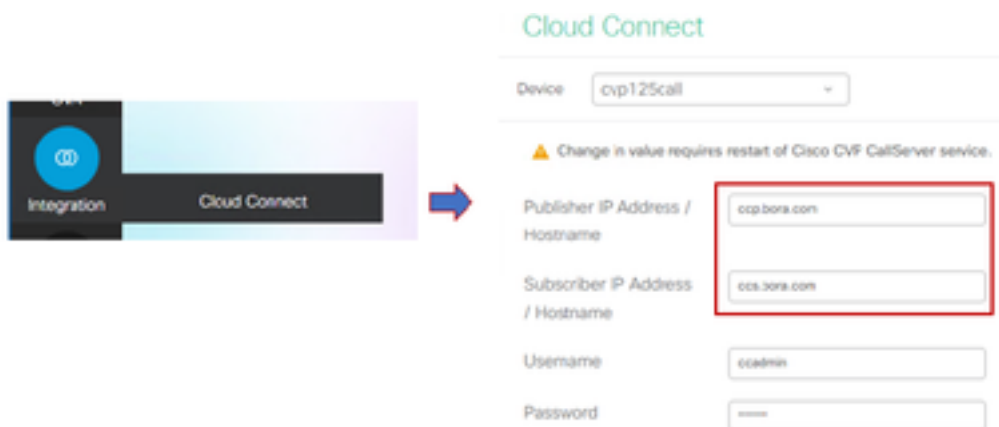 Cloud Connect
Device
cvp125call
Change in value requires restart of Cisco CVF CallServer service.
Integration
Cloud Connect
Publisher IP Address /
Hostname
ccp.bora.com
Subscriber IP Address
/ Hostname
ccs.bora.com
Username
ccadmin
Password